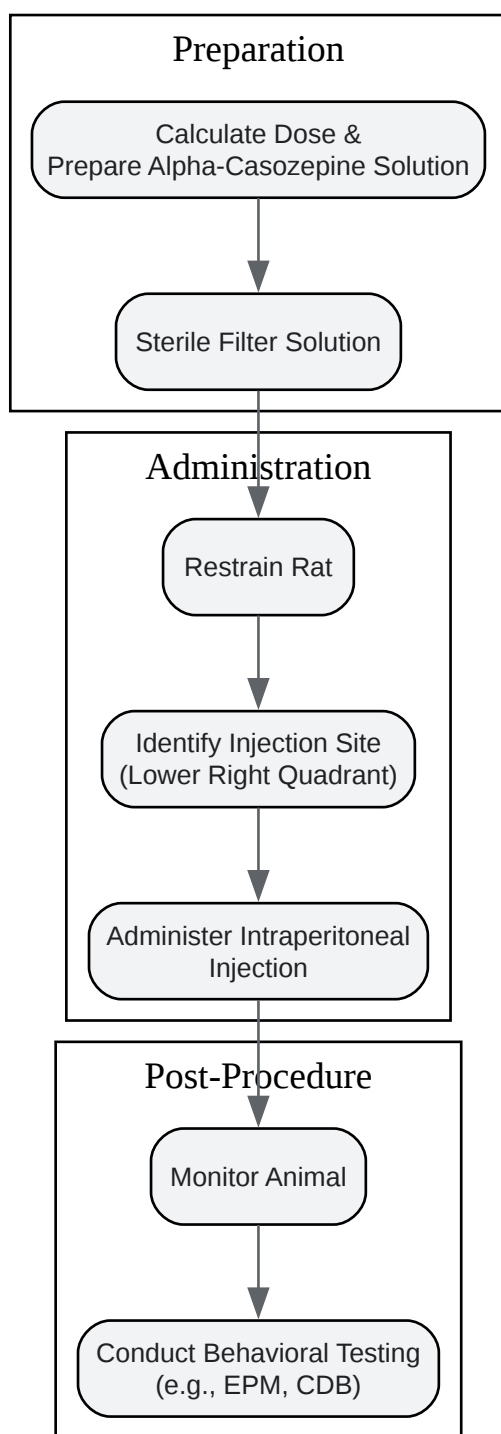 Preparation
Calculate Dose &
Prepare Alpha-Casozepine Solution
Sterile Filter Solution
Administration
Restrain Rat
Identify Injection Site
(Lower Right Quadrant)
Administer Intraperitoneal
Injection
Post-Procedure
Monitor Animal
Conduct Behavioral Testing
(e.g., EPM, CDB)